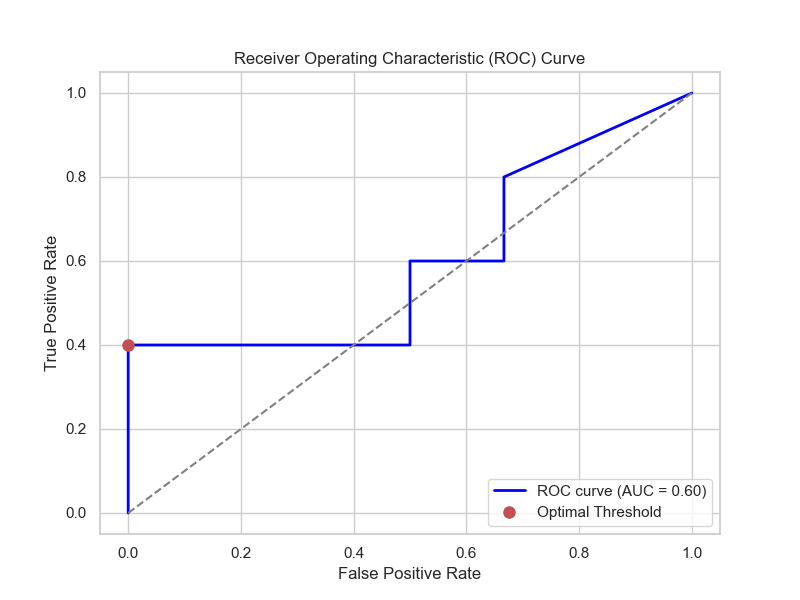 Receiver Operating Characteristic (ROC) Curve
1.0
0.8
0.6
0.4
0.2
0.0
True Positive Rate
0.0 0.2 0.4 0.6 0.8 1.0
False Positive Rate
ROC curve (AUC = 0.60)
Optimal Threshold